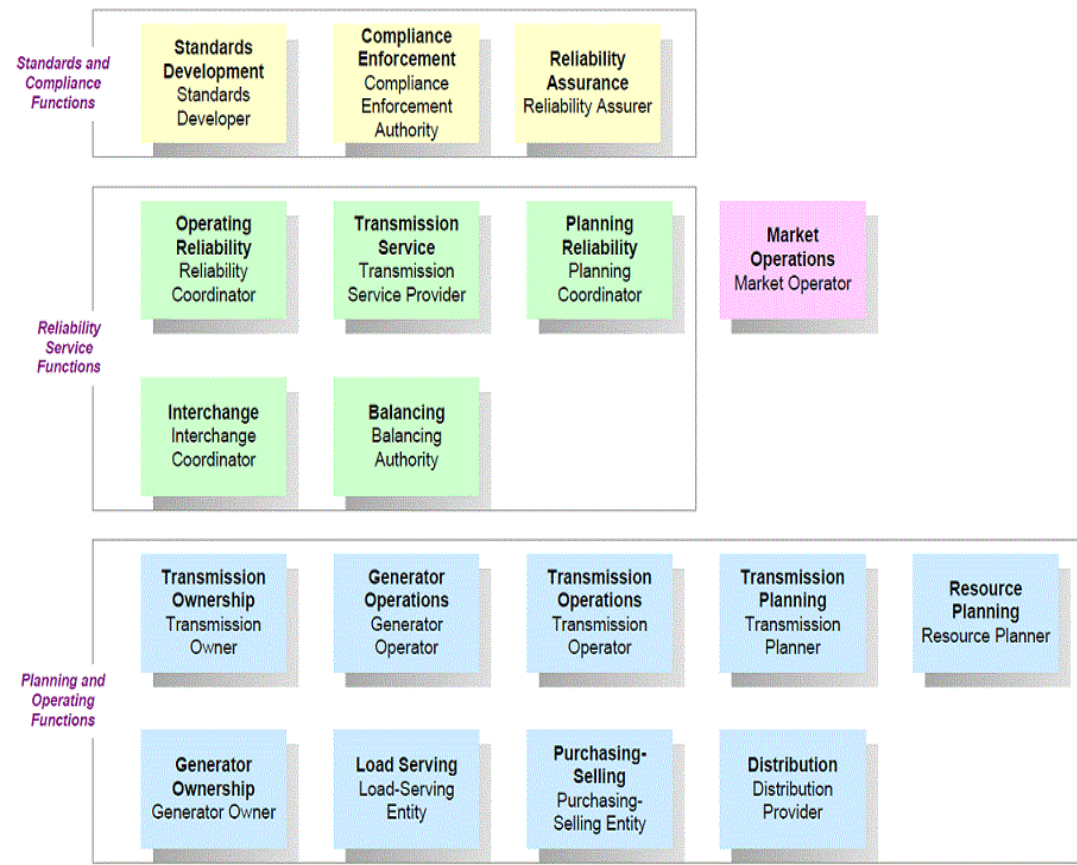 Standards and
Compliance
Functions
Standards
Development
Standards
Developer
Compliance
Enforcement
Compliance
Enforcement
Authority
Reliability
Assurance
Reliability Assurer
Reliability
Service
Functions
Operating
Reliability
Reliability
Coordinator
Transmission
Service
Transmission
Service Provider
Planning
Reliability
Planning
Coordinator
Market
Operations
Market Operator
Interchange
Interchange
Coordinator
Balancing
Balancing
Authority
Planning and
Operating
Functions
Transmission
Ownership
Transmission
Owner
Generator
Operations
Generator
Operator
Transmission
Operations
Transmission
Operator
Transmission
Planning
Transmission
Planner
Resource
Planning
Resource Planner
Generator
Ownership
Generator Owner
Load Serving
Load-Serving
Entity
Purchasing-
Selling
Purchasing-
Selling Entity
Distribution
Distribution
Provider